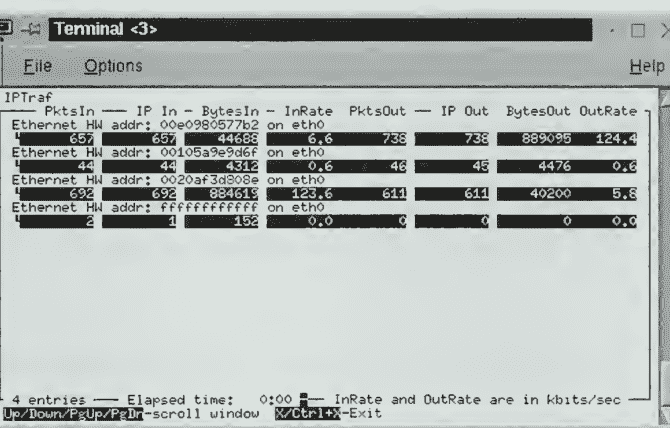 Terminal <3>
File Options Help
IPTraf
PktsIn IP In BytesIn InRate PktsOut IP Out BytesOut OutRate
Ethernet HW addr: 00e0980577b2 on eth0
657 657 44688 6.6 738 738 889095 124.4
Ethernet HW addr: 00105a9e9d6f on eth0
44 44 4312 0.6 46 45 4476 0.6
Ethernet HW addr: 0020af3d808e on eth0
692 692 884619 123.6 611 611 40200 5.8
Ethernet HW addr: ffffffffffff on eth0
2 1 152 0.0 0 0 0 0.0
4 entries Elapsed time: 0:00 InRate and OutRate are in kbits/sec
Up/Down/PgUp/PgDn-scroll window X/Ctrl+X-Exit